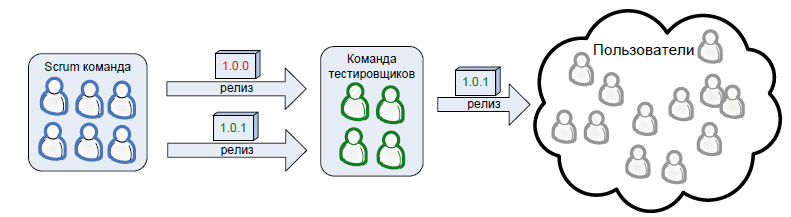 Scrum команда
1.0.0
релиз
1.0.1
релиз
Команда
тестировщиков
1.0.1
релиз
Пользователи